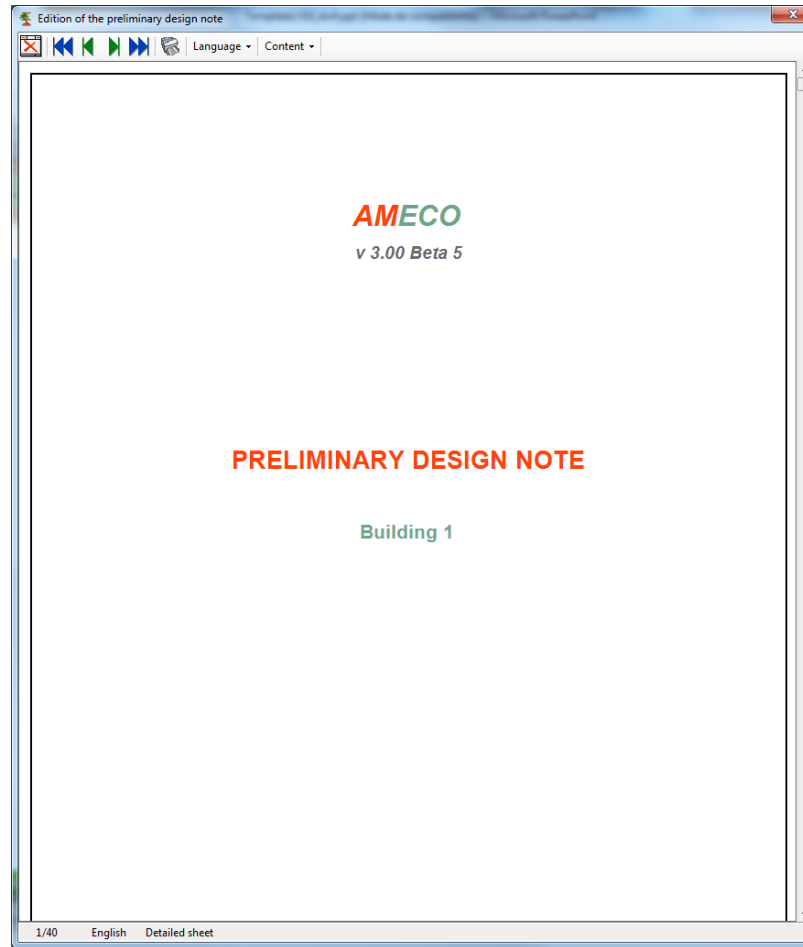 Edition of the preliminary design note
Language
Content
AMECO
v 3.00 Beta 5
PRELIMINARY DESIGN NOTE
Building 1
1/40 English Detailed sheet